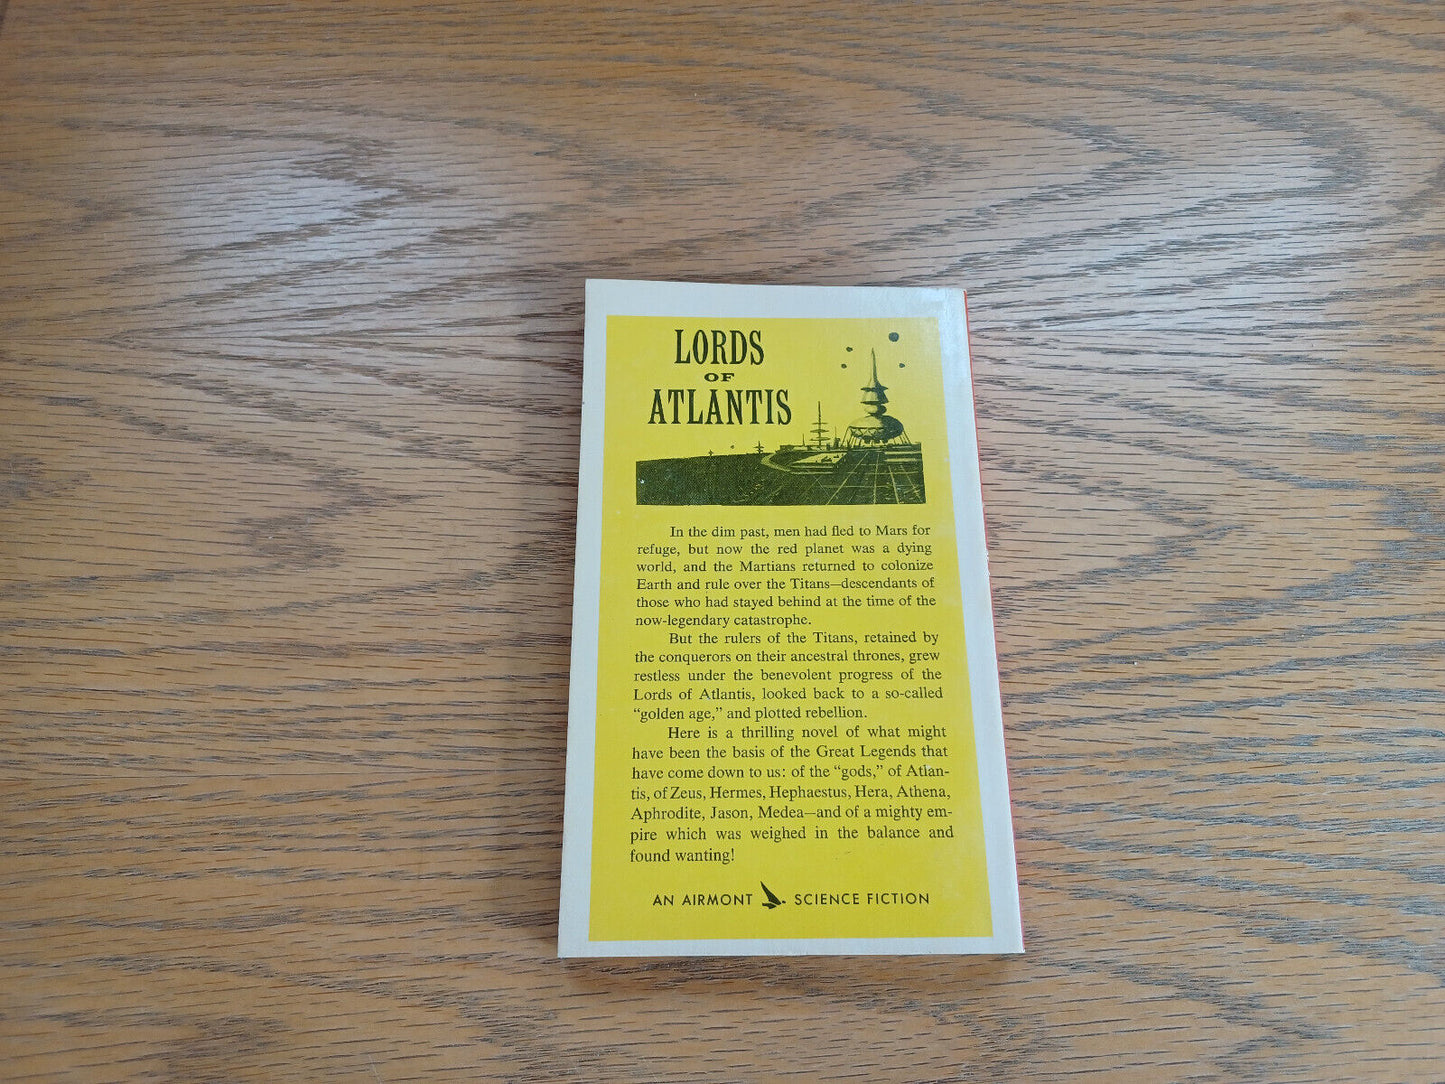 LORDS
OF
ATLANTIS
In the dim past, men had fled to Mars for
refuge, but now the red planet was a dying
world, and the Martians returned to colonize
Earth and rule over the Titans—descendants of
those who had stayed behind at the time of the
now-legendary catastrophe.
But the rulers of the Titans, retained by
the conquerors on their ancestral thrones, grew
restless under the benevolent progress of the
Lords of Atlantis, looked back to a so-called
“golden age,” and plotted rebellion.
Here is a thrilling novel of what might
have been the basis of the Great Legends that
have come down to us: of the “gods,” of Atlan-
tis, of Zeus, Hermes, Hephaestus, Hera, Athena,
Aphrodite, Jason, Medea—and of a mighty em-
pire which was weighed in the balance and
found wanting!
AN AIRMONT SCIENCE FICTION